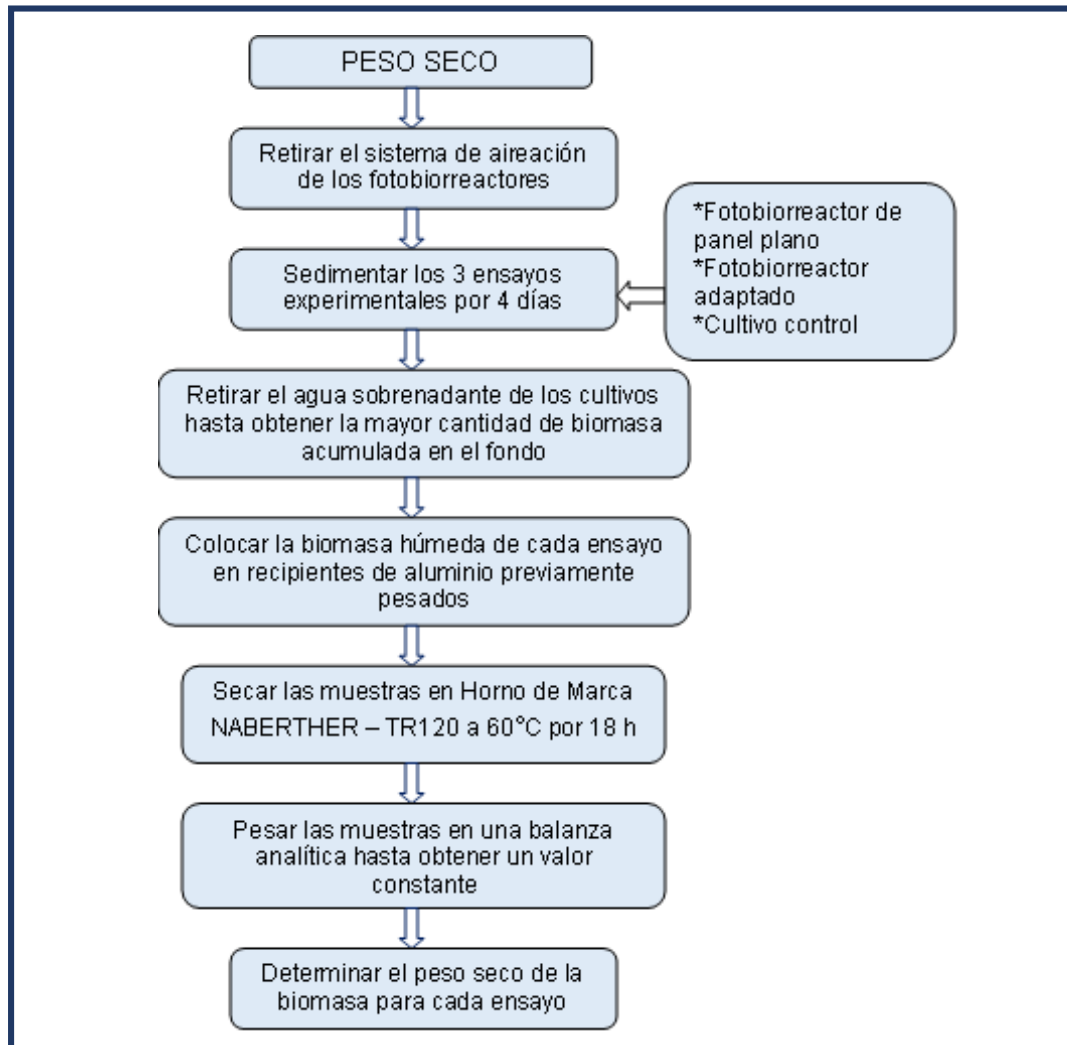 PESO SECO
Retirar el sistema de aireación
de los fotobiorreactores
Sedimentar los 3 ensayos
experimentales por 4 días
*Fotobiorreactor de
panel plano
*Fotobiorreactor
adaptado
*Cultivo control
Retirar el agua sobrenadante de los cultivos
hasta obtener la mayor cantidad de biomasa
acumulada en el fondo
Colocar la biomasa húmeda de cada ensayo
en recipientes de aluminio previamente
pesados
Secar las muestras en Horno de Marca
NABERTHER – TR120 a 60°C por 18 h
Pesar las muestras en una balanza
analítica hasta obtener un valor
constante
Determinar el peso seco de la
biomasa para cada ensayo